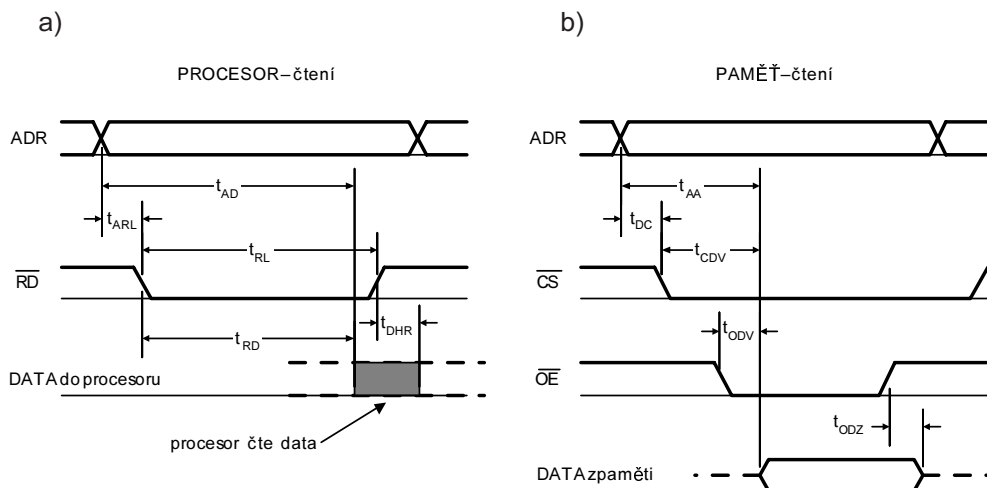 a)
PROCESOR–čtení
ADR
t_AD
t_ARL
t_RL
RD
t_DHR
t_RD
DATA do procesoru
procesor čte data
b)
PAMĚŤ–čtení
ADR
t_AA
t_DC
t_CDV
CS
t_ODV
OE
t_ODZ
DATA z paměti